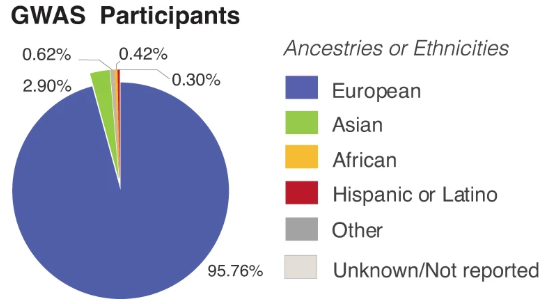 GWAS Participants
0.62%
0.42%
2.90%
0.30%
95.76%
Ancestries or Ethnicities
European
Asian
African
Hispanic or Latino
Other
Unknown/Not reported